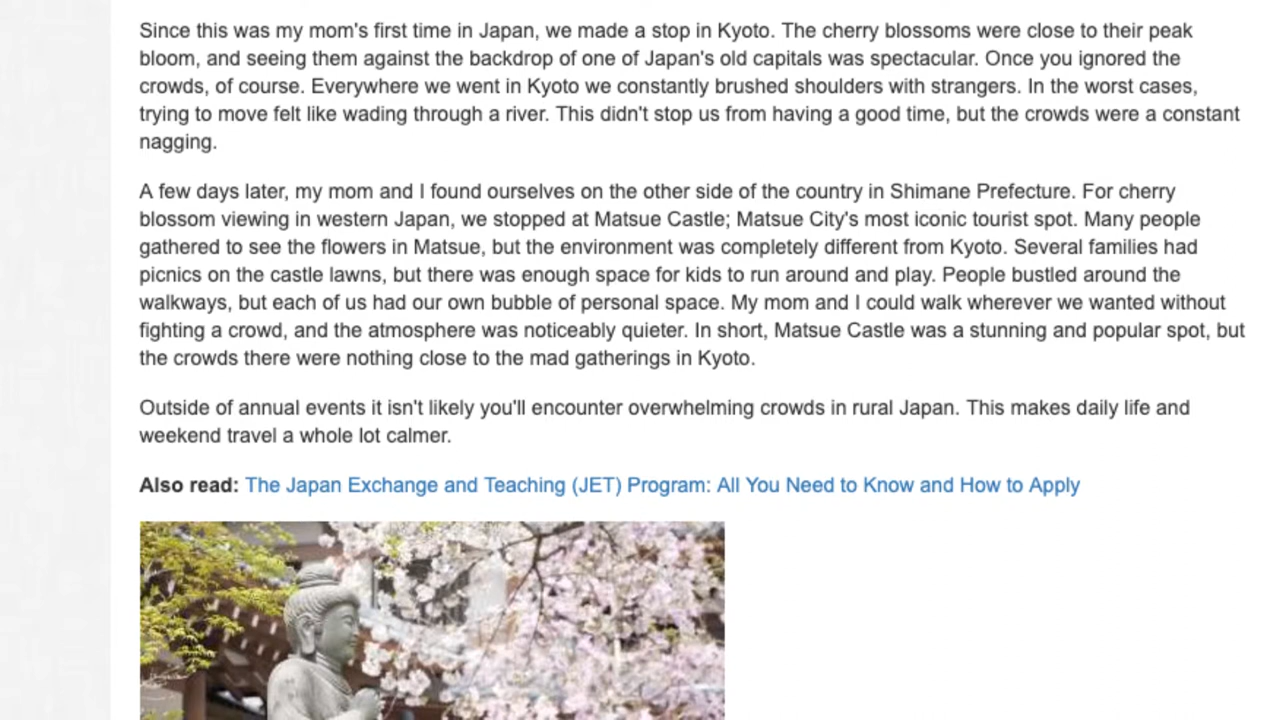 Since this was my mom's first time in Japan, we made a stop in Kyoto. The cherry blossoms were close to their peak
bloom, and seeing them against the backdrop of one of Japan's old capitals was spectacular. Once you ignored the
crowds, of course. Everywhere we went in Kyoto we constantly brushed shoulders with strangers. In the worst cases,
trying to move felt like wading through a river. This didn't stop us from having a good time, but the crowds were a constant
nagging.
A few days later, my mom and I found ourselves on the other side of the country in Shimane Prefecture. For cherry
blossom viewing in western Japan, we stopped at Matsue Castle; Matsue City's most iconic tourist spot. Many people
gathered to see the flowers in Matsue, but the environment was completely different from Kyoto. Several families had
picnics on the castle lawns, but there was enough space for kids to run around and play. People bustled around the
walkways, but each of us had our own bubble of personal space. My mom and I could walk wherever we wanted without
fighting a crowd, and the atmosphere was noticeably quieter. In short, Matsue Castle was a stunning and popular spot, but
the crowds there were nothing close to the mad gatherings in Kyoto.
Outside of annual events it isn't likely you'll encounter overwhelming crowds in rural Japan. This makes daily life and
weekend travel a whole lot calmer.
Also read: The Japan Exchange and Teaching (JET) Program: All You Need to Know and How to Apply